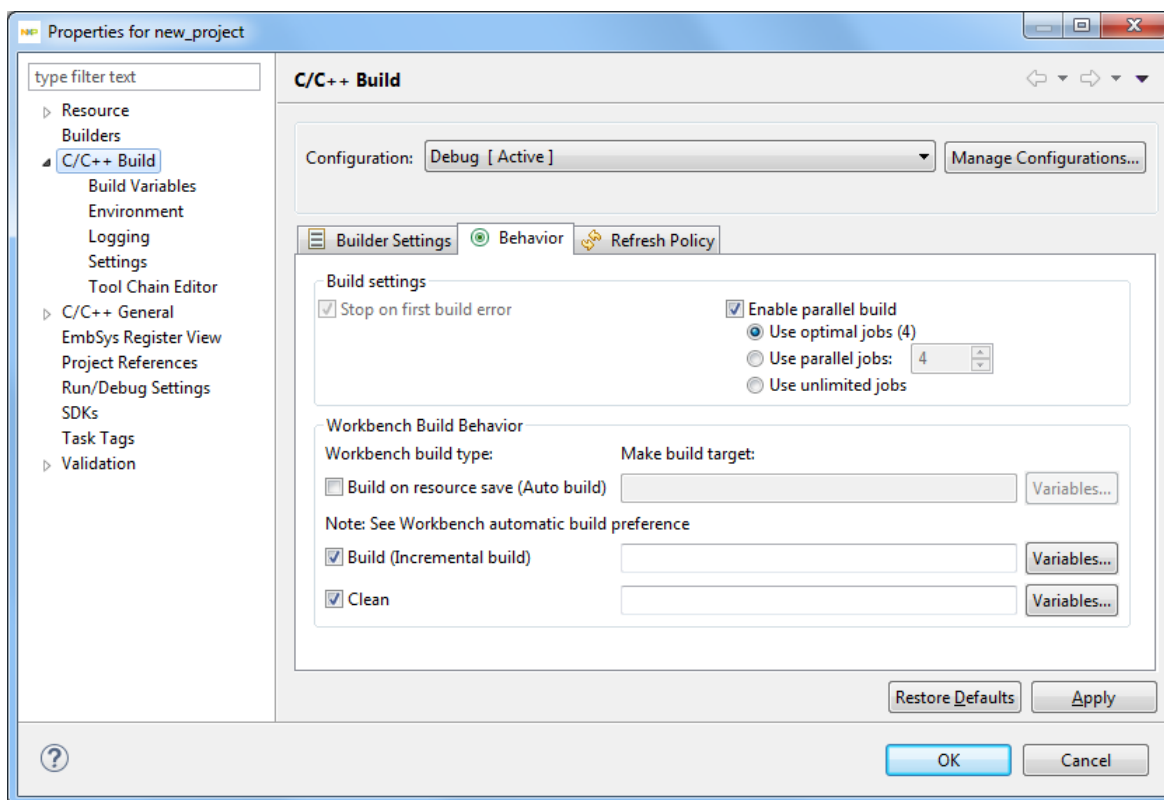 NXP Properties for new_project
type filter text
Resource
Builders
C/C++ Build
Build Variables
Environment
Logging
Settings
Tool Chain Editor
C/C++ General
EmbSys Register View
Project References
Run/Debug Settings
SDKs
Task Tags
Validation
C/C++ Build
Configuration: Debug [ Active ] Manage Configurations...
Builder Settings Behavior Refresh Policy
Build settings
Stop on first build error Enable parallel build
Use optimal jobs (4)
Use parallel jobs: 4
Use unlimited jobs
Workbench Build Behavior
Workbench build type: Make build target:
Build on resource save (Auto build) Variables...
Note: See Workbench automatic build preference
Build (Incremental build) Variables...
Clean Variables...
Restore Defaults Apply
? OK Cancel